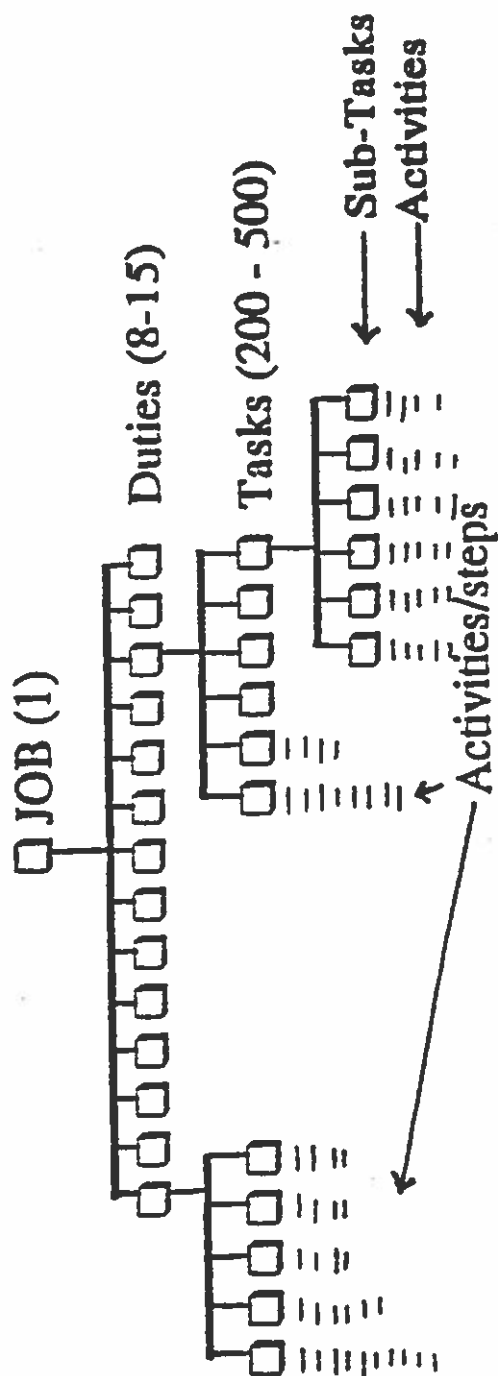 JOB (1)
Duties (8-15)
Tasks (200 - 500)
Sub-Tasks
Activities
Activities/steps